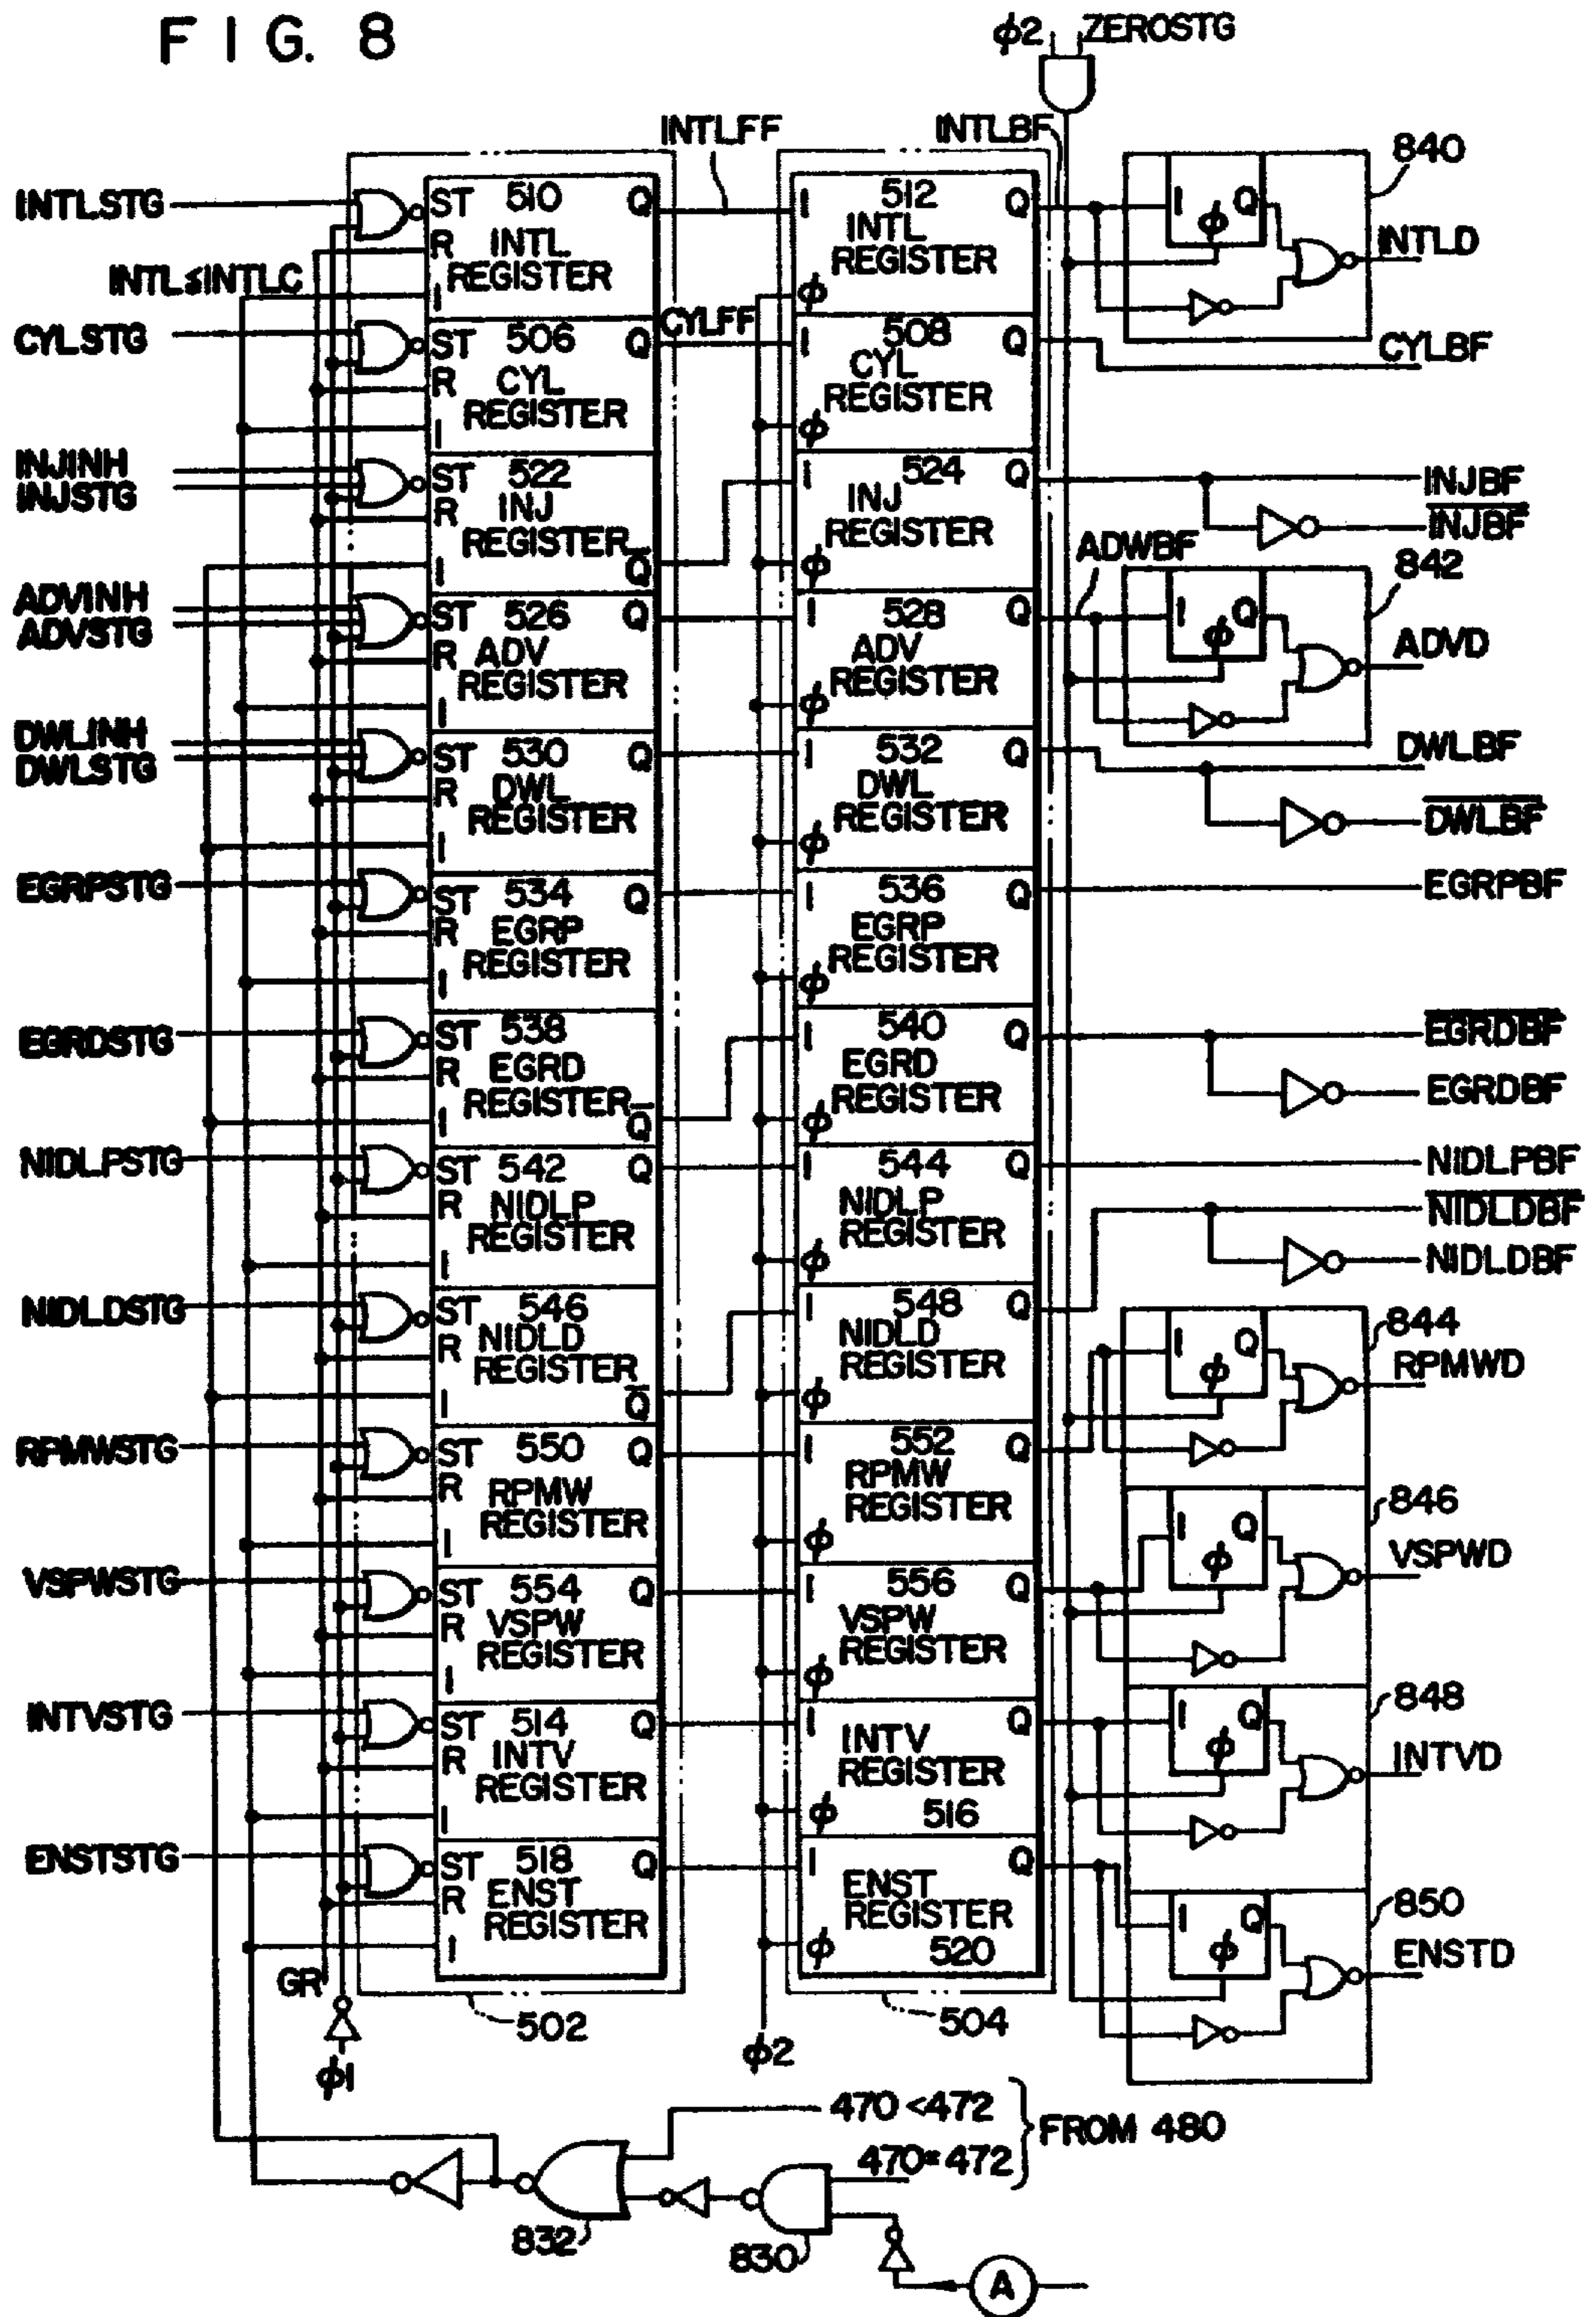 FIG. 8
φ2 ZEROSTG
INTLFF
INTLBF
840
INTLSTG
ST 510 Q
R INTL REGISTER
I
I 512 Q
INTL REGISTER
φ
I φ Q
INTLD
INTL≤INTLC
CYLSTG
ST 506 Q
R CYL REGISTER
I
CYLFF
I 508 Q
CYL REGISTER
φ
CYLBF
INJINH
INJSTG
ST 522
R INJ REGISTER
I Q̅
I 524 Q
INJ REGISTER
φ
INJBF
I̅N̅J̅B̅F̅
ADVINH
ADVSTG
ST 526 Q
R ADV REGISTER
I
I 528 Q
ADV REGISTER
φ
ADWBF
842
I φ Q
ADVD
DWLINH
DWLSTG
ST 530 Q
R DWL REGISTER
I
I 532 Q
DWL REGISTER
φ
DWLBF
D̅W̅L̅B̅F̅
EGRPSTG
ST 534 Q
R EGRP REGISTER
I
I 536 Q
EGRP REGISTER
φ
EGRPBF
EGRDSTG
ST 538
R EGRD REGISTER
I Q̅
I 540 Q
EGRD REGISTER
φ
E̅G̅R̅D̅B̅F̅
EGRDBF
NIDLPSTG
ST 542 Q
R NIDLP REGISTER
I
I 544 Q
NIDLP REGISTER
φ
NIDLPBF
N̅I̅D̅L̅D̅B̅F̅
NIDLDBF
NIDLDSTG
ST 546
R NIDLD REGISTER
I Q̅
I 548 Q
NIDLD REGISTER
φ
844
I φ Q
RPMWD
RPMWSTG
ST 550 Q
R RPMW REGISTER
I
I 552 Q
RPMW REGISTER
φ
846
I φ Q
VSPWD
VSPWSTG
ST 554 Q
R VSPW REGISTER
I
I 556 Q
VSPW REGISTER
φ
848
I φ Q
INTVD
INTVSTG
ST 514 Q
R INTV REGISTER
I
I Q
INTV REGISTER
φ 516
850
I φ Q
ENSTD
ENSTSTG
ST 518 Q
R ENST REGISTER
I
I Q
ENST REGISTER
φ 520
GR
502
504
φ1
φ2
470<472
470=472
FROM 480
832
830
A